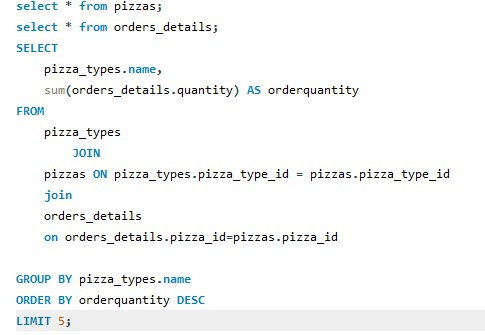 select * from pizzas;
select * from orders_details;
SELECT
pizza_types.name,
sum(orders_details.quantity) AS orderquantity
FROM
pizza_types
JOIN
pizzas ON pizza_types.pizza_type_id = pizzas.pizza_type_id
join
orders_details
on orders_details.pizza_id=pizzas.pizza_id
GROUP BY pizza_types.name
ORDER BY orderquantity DESC
LIMIT 5;